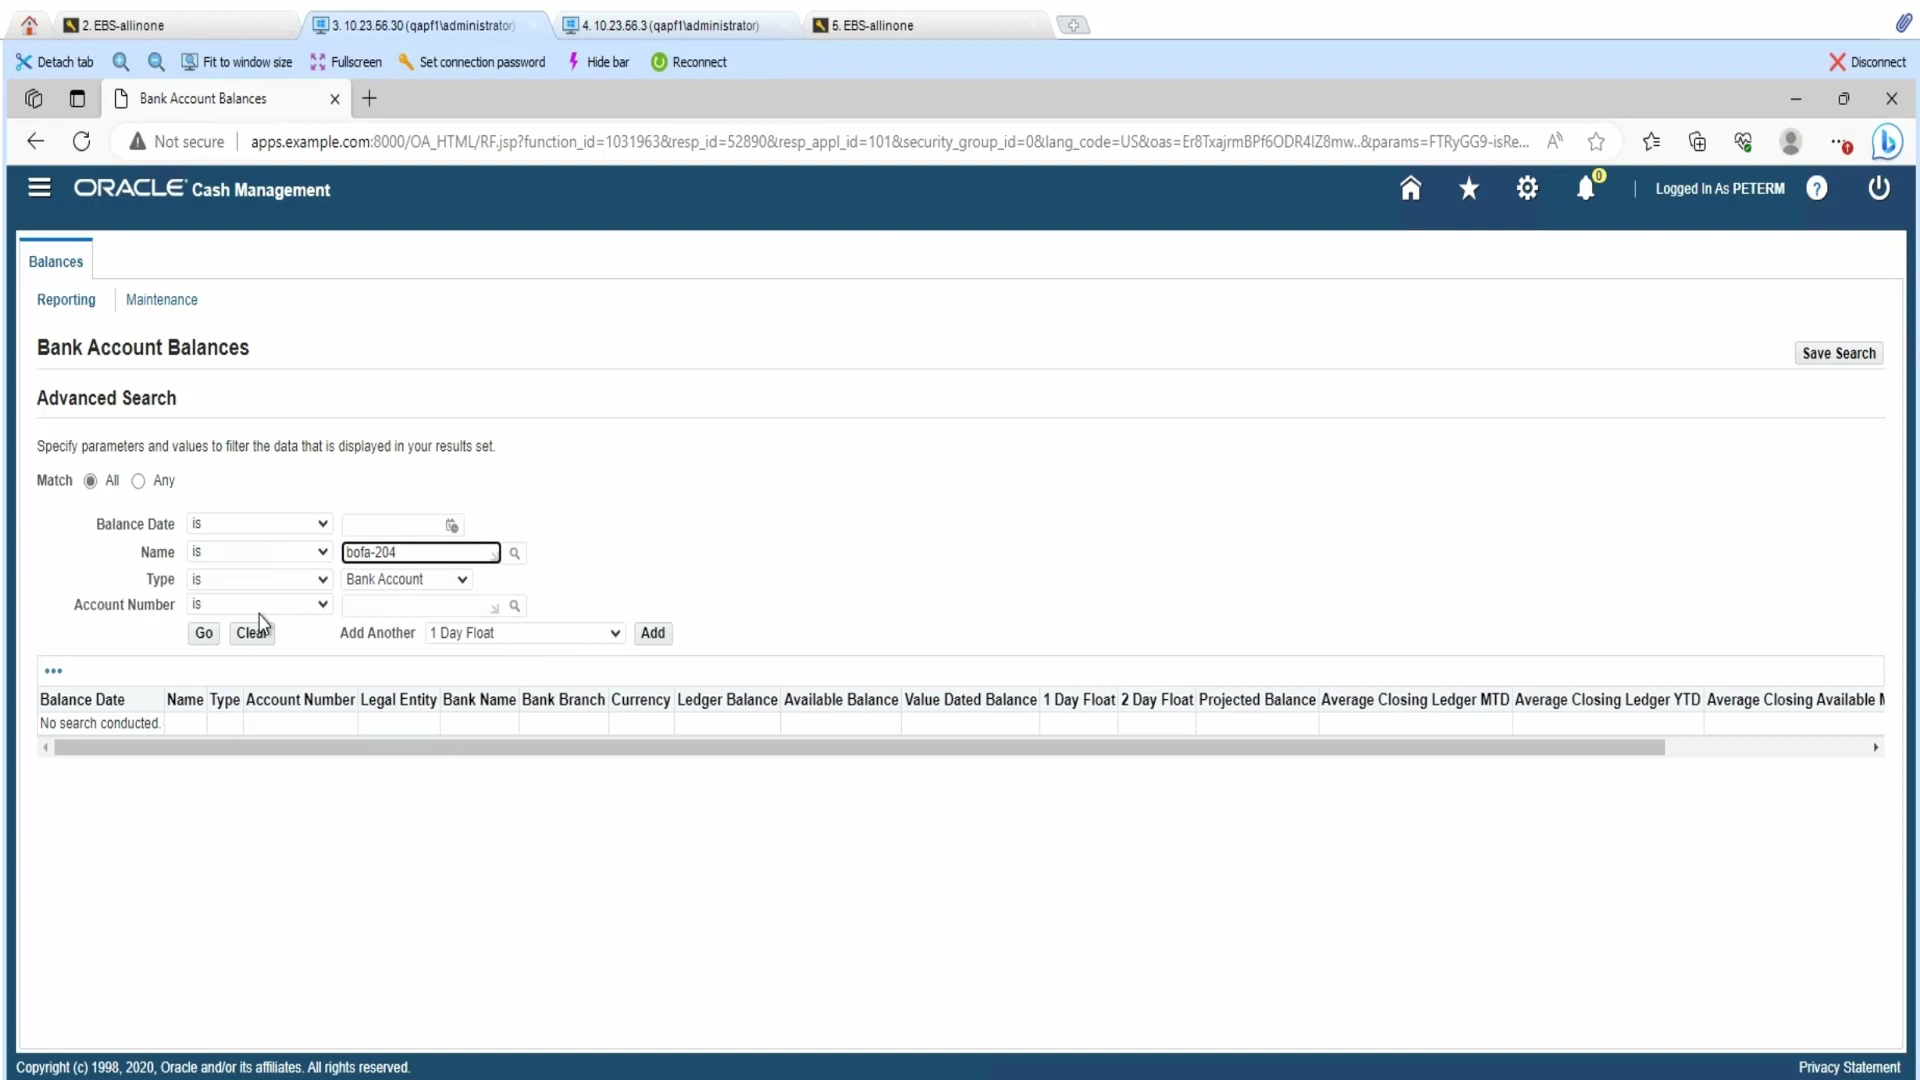 2. EBS-allinone
3. 10.23.56.30 (qapf1\administrator)
4. 10.23.56.3 (qapf1\administrator)
5. EBS-allinone
Detach tab
Fit to window size
Fullscreen
Set connection password
Hide bar
Reconnect
Disconnect
Bank Account Balances
Not secure
apps.example.com:8000/OA_HTML/RF.jsp?function_id=1031963&resp_id=52890&resp_appl_id=101&security_group_id=0&lang_code=US&oas=Er8TxajrmBPf6ODR4IZ8mw..&params=FTRyGG9-isRe...
ORACLE Cash Management
0
Logged In As PETERM
Balances
Reporting
Maintenance
Bank Account Balances
Save Search
Advanced Search
Specify parameters and values to filter the data that is displayed in your results set.
Match All Any
Balance Date is
Name is bofa-204
Type is Bank Account
Account Number is
Go Clear Add Another 1 Day Float Add
Balance Date Name Type Account Number Legal Entity Bank Name Bank Branch Currency Ledger Balance Available Balance Value Dated Balance 1 Day Float 2 Day Float Projected Balance Average Closing Ledger MTD Average Closing Ledger YTD Average Closing Available M
No search conducted.
Copyright (c) 1998, 2020, Oracle and/or its affiliates. All rights reserved.
Privacy Statement